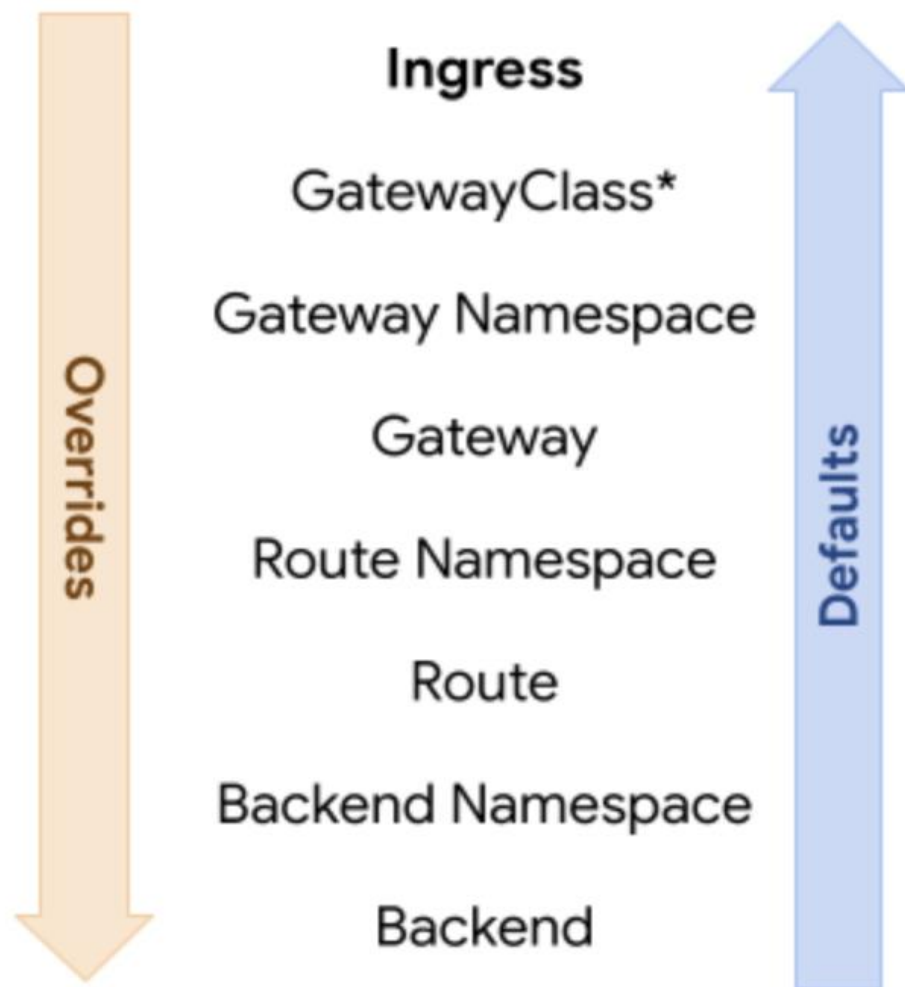 Ingress
GatewayClass*
Gateway Namespace
Gateway
Route Namespace
Route
Backend Namespace
Backend
Overrides
Defaults